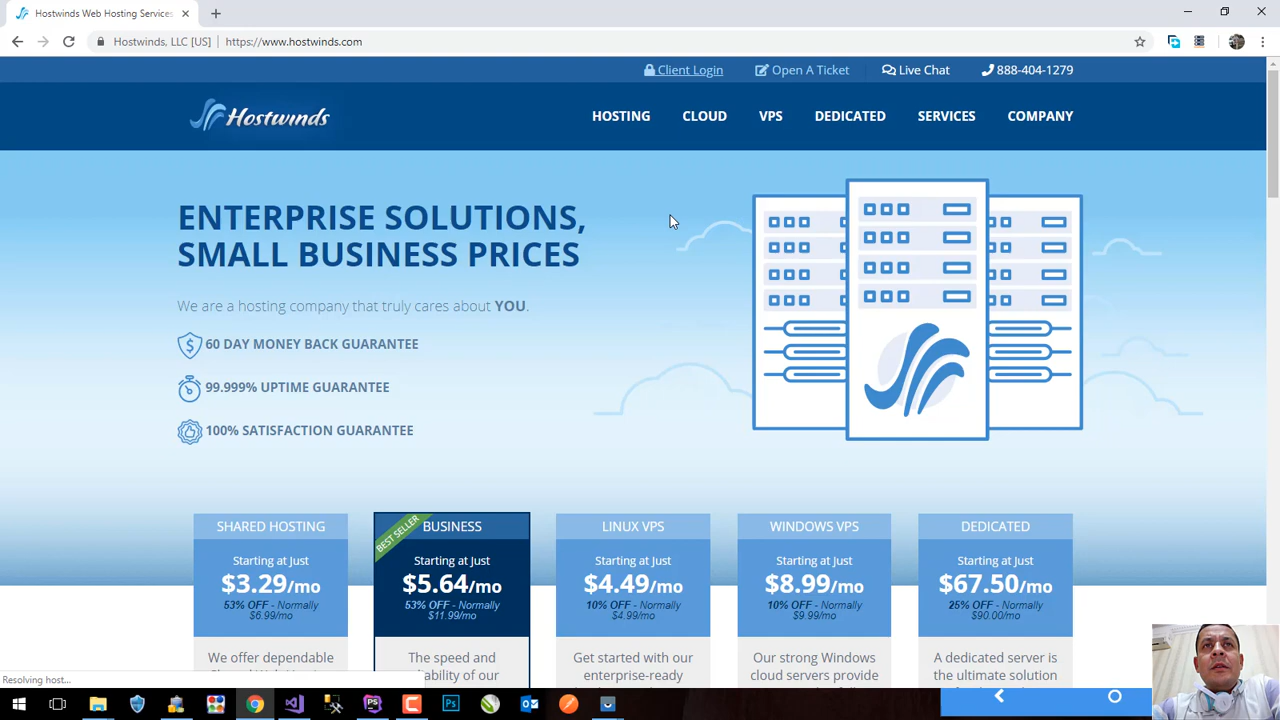 Hostwinds Web Hosting Services
Hostwinds, LLC [US] https://www.hostwinds.com
Client Login Open A Ticket Live Chat 888-404-1279
Hostwinds HOSTING CLOUD VPS DEDICATED SERVICES COMPANY
ENTERPRISE SOLUTIONS,
SMALL BUSINESS PRICES
We are a hosting company that truly cares about YOU.
60 DAY MONEY BACK GUARANTEE
99.999% UPTIME GUARANTEE
100% SATISFACTION GUARANTEE
SHARED HOSTING
Starting at Just
$3.29/mo
53% OFF - Normally
$6.99/mo
We offer dependable
BEST SELLER
BUSINESS
Starting at Just
$5.64/mo
53% OFF - Normally
$11.99/mo
The speed and
of our
LINUX VPS
Starting at Just
$4.49/mo
10% OFF - Normally
$4.99/mo
Get started with our
enterprise-ready
WINDOWS VPS
Starting at Just
$8.99/mo
10% OFF - Normally
$9.99/mo
Our strong Windows
cloud servers provide
DEDICATED
Starting at Just
$67.50/mo
25% OFF - Normally
$90.00/mo
A dedicated server is
the ultimate solution
Resolving host...
PS
Ps